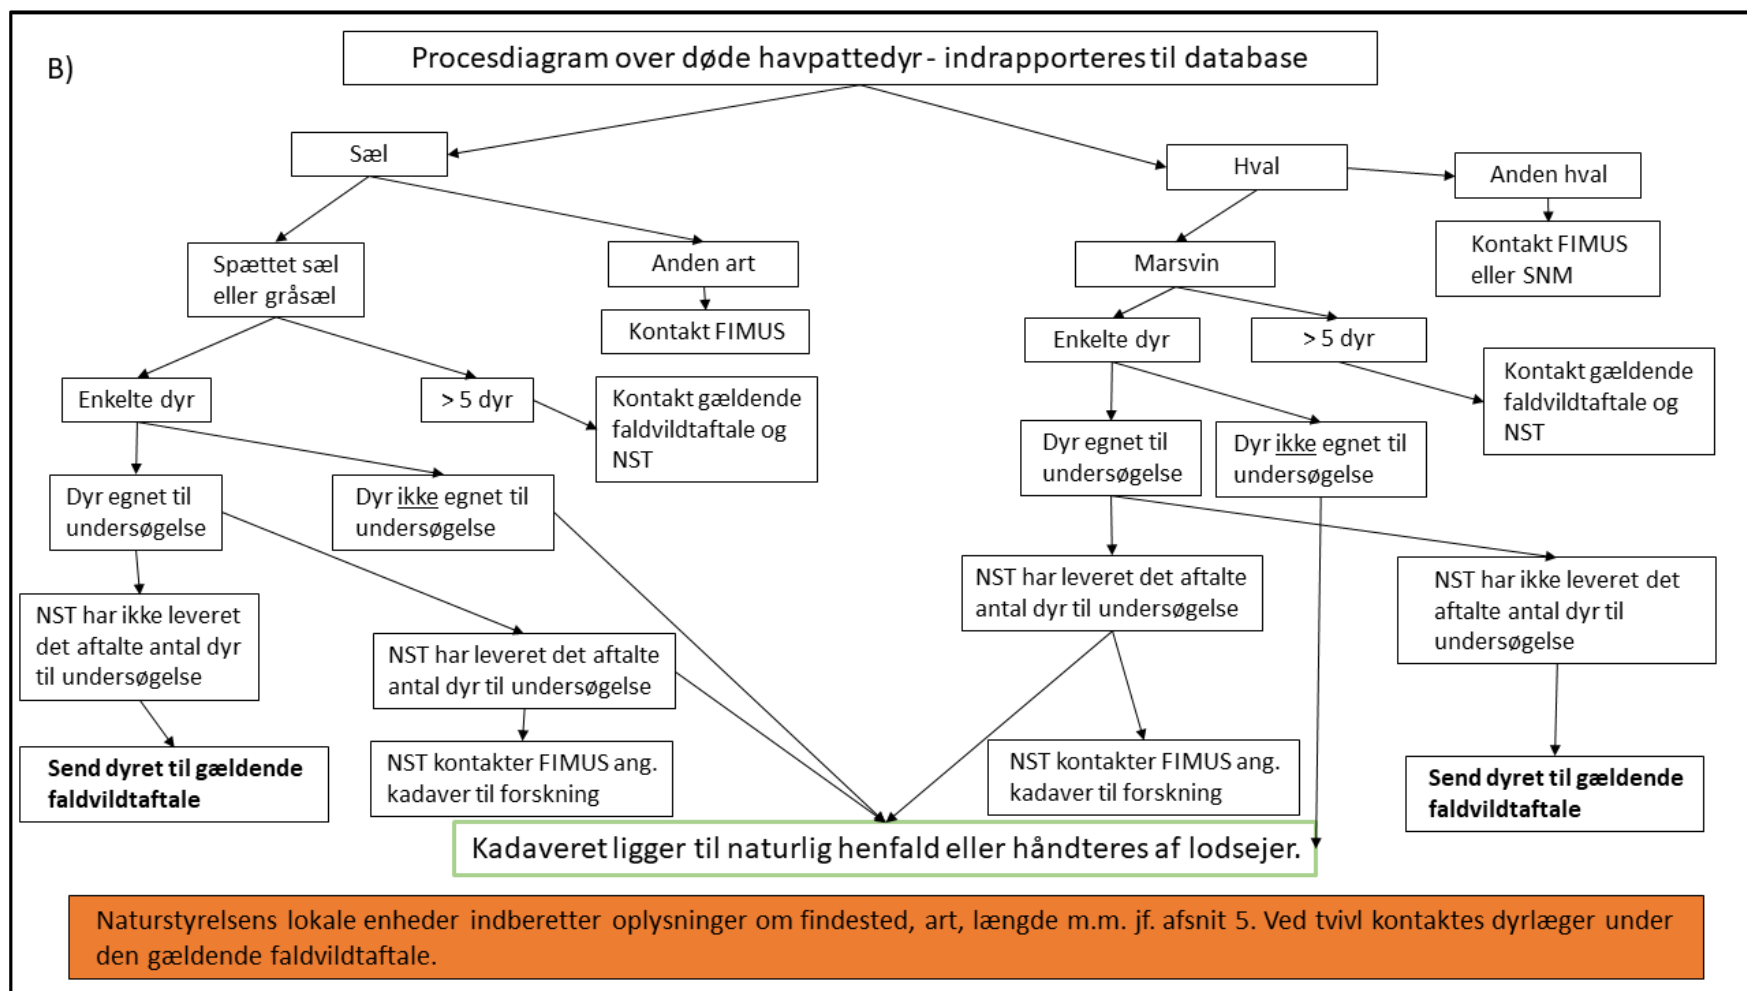 B)
Procesdiagram over døde havpattedyr - indrapporteres til database
Sæl
Hval
Anden hval
Kontakt FIMUS
eller SNM
Spættet sæl
eller gråsæl
Anden art
Kontakt FIMUS
Marsvin
Enkelte dyr
> 5 dyr
Kontakt gældende
faldvildtaftale og
NST
Enkelte dyr
> 5 dyr
Kontakt gældende
faldvildtaftale og
NST
Dyr egnet til
undersøgelse
Dyr ikke egnet til
undersøgelse
Dyr egnet til
undersøgelse
Dyr ikke egnet til
undersøgelse
NST har ikke leveret
det aftalte antal dyr
til undersøgelse
NST har leveret det aftalte
antal dyr til undersøgelse
NST har leveret det aftalte
antal dyr til undersøgelse
NST har ikke leveret det
aftalte antal dyr til
undersøgelse
Send dyret til gældende
faldvildtaftale
NST kontakter FIMUS ang.
kadaver til forskning
NST kontakter FIMUS ang.
kadaver til forskning
Send dyret til gældende
faldvildtaftale
Kadaveret ligger til naturlig henfald eller håndteres af lodsejer.
Naturstyrelsens lokale enheder indberetter oplysninger om findested, art, længde m.m. jf. afsnit 5. Ved tvivl kontaktes dyrlæger under
den gældende faldvildtaftale.